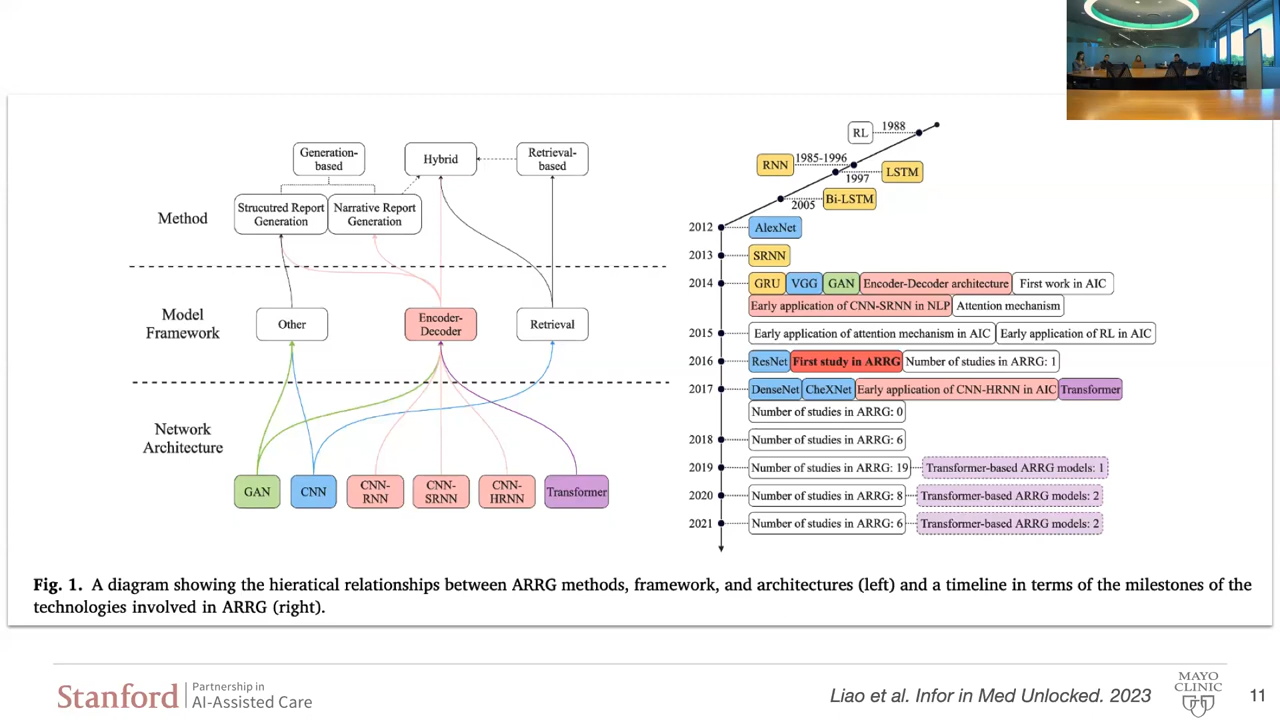 Generation-
based
Hybrid
Retrieval-
based
Method
Strucutred Report
Generation
Narrative Report
Generation
Model
Framework
Other
Encoder-
Decoder
Retrieval
Network
Architecture
GAN
CNN
CNN-
RNN
CNN-
SRNN
CNN-
HRNN
Transformer
RL 1988
RNN 1985-1996
1997 LSTM
2005 Bi-LSTM
2012 AlexNet
2013 SRNN
2014 GRU VGG GAN Encoder-Decoder architecture First work in AIC
Early application of CNN-SRNN in NLP Attention mechanism
2015 Early application of attention mechanism in AIC Early application of RL in AIC
2016 ResNet First study in ARRG Number of studies in ARRG: 1
2017 DenseNet CheXNet Early application of CNN-HRNN in AIC Transformer
Number of studies in ARRG: 0
2018 Number of studies in ARRG: 6
2019 Number of studies in ARRG: 19 Transformer-based ARRG models: 1
2020 Number of studies in ARRG: 8 Transformer-based ARRG models: 2
2021 Number of studies in ARRG: 6 Transformer-based ARRG models: 2
Fig. 1. A diagram showing the hieratical relationships between ARRG methods, framework, and architectures (left) and a timeline in terms of the milestones of the
technologies involved in ARRG (right).
Stanford
Partnership in
AI-Assisted Care
Liao et al. Infor in Med Unlocked. 2023
MAYO
CLINIC
11